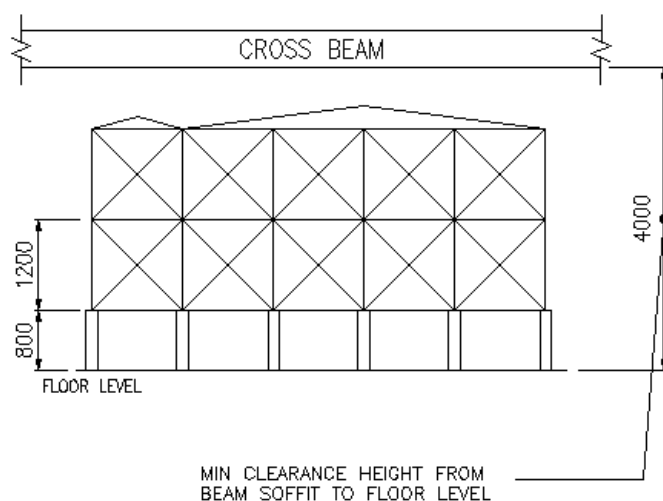 CROSS BEAM
4000
1200
800
FLOOR LEVEL
MIN CLEARANCE HEIGHT FROM
BEAM SOFFIT TO FLOOR LEVEL